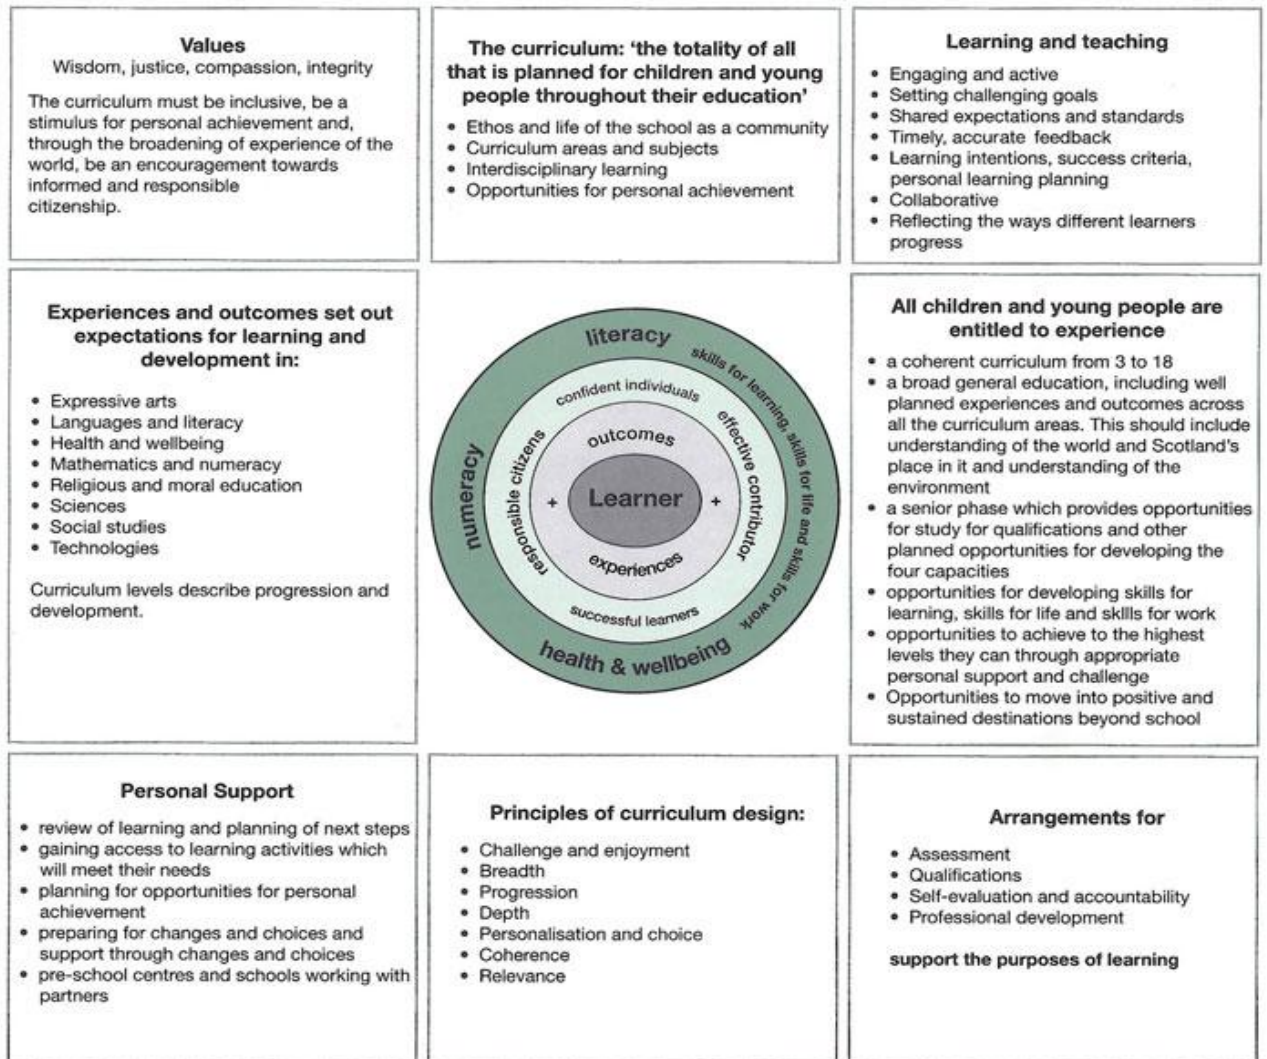 Values
Wisdom, justice, compassion, integrity
The curriculum must be inclusive, be a
stimulus for personal achievement and,
through the broadening of experience of the
world, be an encouragement towards
informed and responsible
citizenship.
The curriculum: ‘the totality of all
that is planned for children and young
people throughout their education’
• Ethos and life of the school as a community
• Curriculum areas and subjects
• Interdisciplinary learning
• Opportunities for personal achievement
Learning and teaching
• Engaging and active
• Setting challenging goals
• Shared expectations and standards
• Timely, accurate feedback
• Learning intentions, success criteria,
personal learning planning
• Collaborative
• Reflecting the ways different learners
progress
Experiences and outcomes set out
expectations for learning and
development in:
• Expressive arts
• Languages and literacy
• Health and wellbeing
• Mathematics and numeracy
• Religious and moral education
• Sciences
• Social studies
• Technologies
Curriculum levels describe progression and
development.
literacy
skills for learning, skills for life and skills for work
numeracy
health & wellbeing
confident individuals
effective contributor
responsible citizens
successful learners
outcomes
+ Learner +
experiences
All children and young people are
entitled to experience
• a coherent curriculum from 3 to 18
• a broad general education, including well
planned experiences and outcomes across
all the curriculum areas. This should include
understanding of the world and Scotland's
place in it and understanding of the
environment
• a senior phase which provides opportunities
for study for qualifications and other
planned opportunities for developing the
four capacities
• opportunities for developing skills for
learning, skills for life and skllls for work
• opportunities to achieve to the highest
levels they can through appropriate
personal support and challenge
• Opportunities to move into positive and
sustained destinations beyond school
Personal Support
• review of learning and planning of next steps
• gaining access to learning activities which
will meet their needs
• planning for opportunities for personal
achievement
• preparing for changes and choices and
support through changes and choices
• pre-school centres and schools working with
partners
Principles of curriculum design:
• Challenge and enjoyment
• Breadth
• Progression
• Depth
• Personalisation and choice
• Coherence
• Relevance
Arrangements for
• Assessment
• Qualifications
• Self-evaluation and accountability
• Professional development
support the purposes of learning